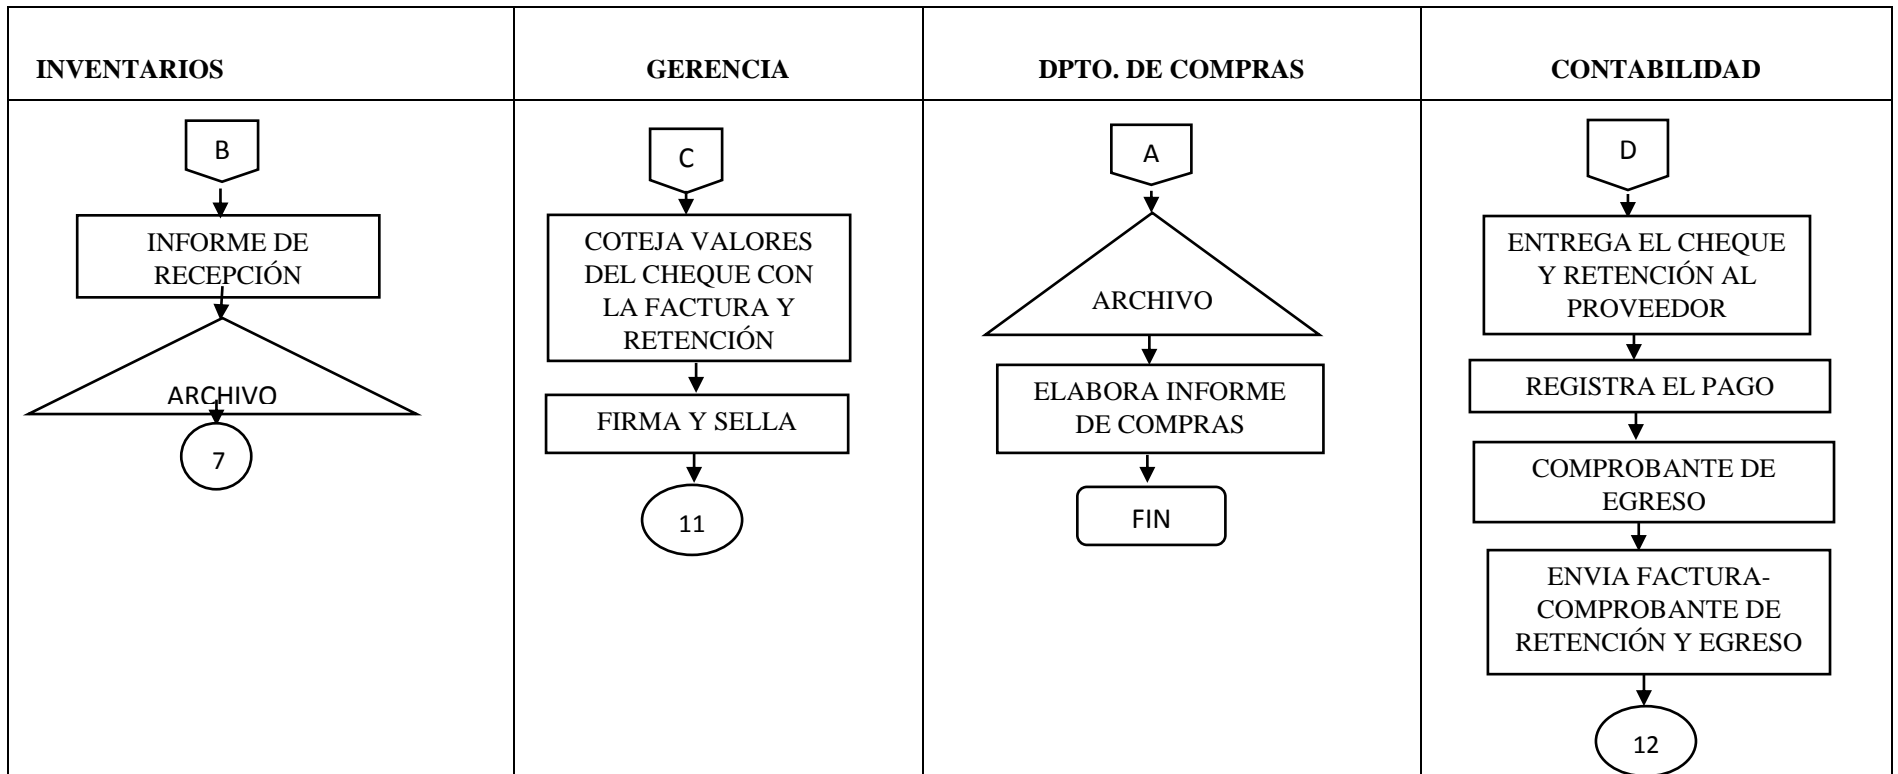 INVENTARIOS
GERENCIA
DPTO. DE COMPRAS
CONTABILIDAD
B
INFORME DE
RECEPCIÓN
ARCHIVO
7
C
COTEJA VALORES
DEL CHEQUE CON
LA FACTURA Y
RETENCIÓN
FIRMA Y SELLA
11
A
ARCHIVO
ELABORA INFORME
DE COMPRAS
FIN
D
ENTREGA EL CHEQUE
Y RETENCIÓN AL
PROVEEDOR
REGISTRA EL PAGO
COMPROBANTE DE
EGRESO
ENVIA FACTURA-
COMPROBANTE DE
RETENCIÓN Y EGRESO
12